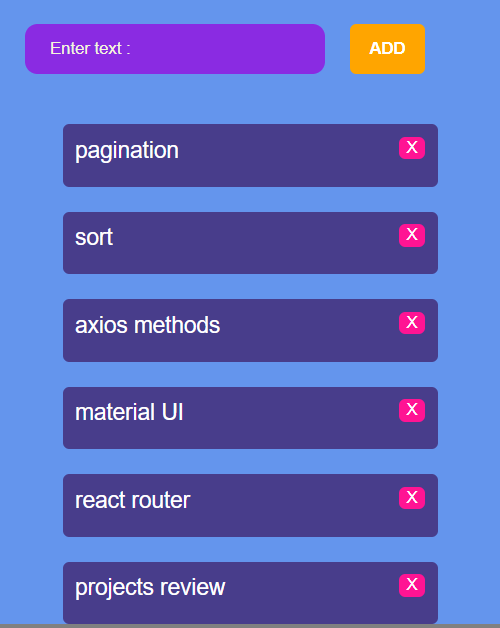 Enter text :
ADD
pagination
X
sort
X
axios methods
X
material UI
X
react router
X
projects review
X